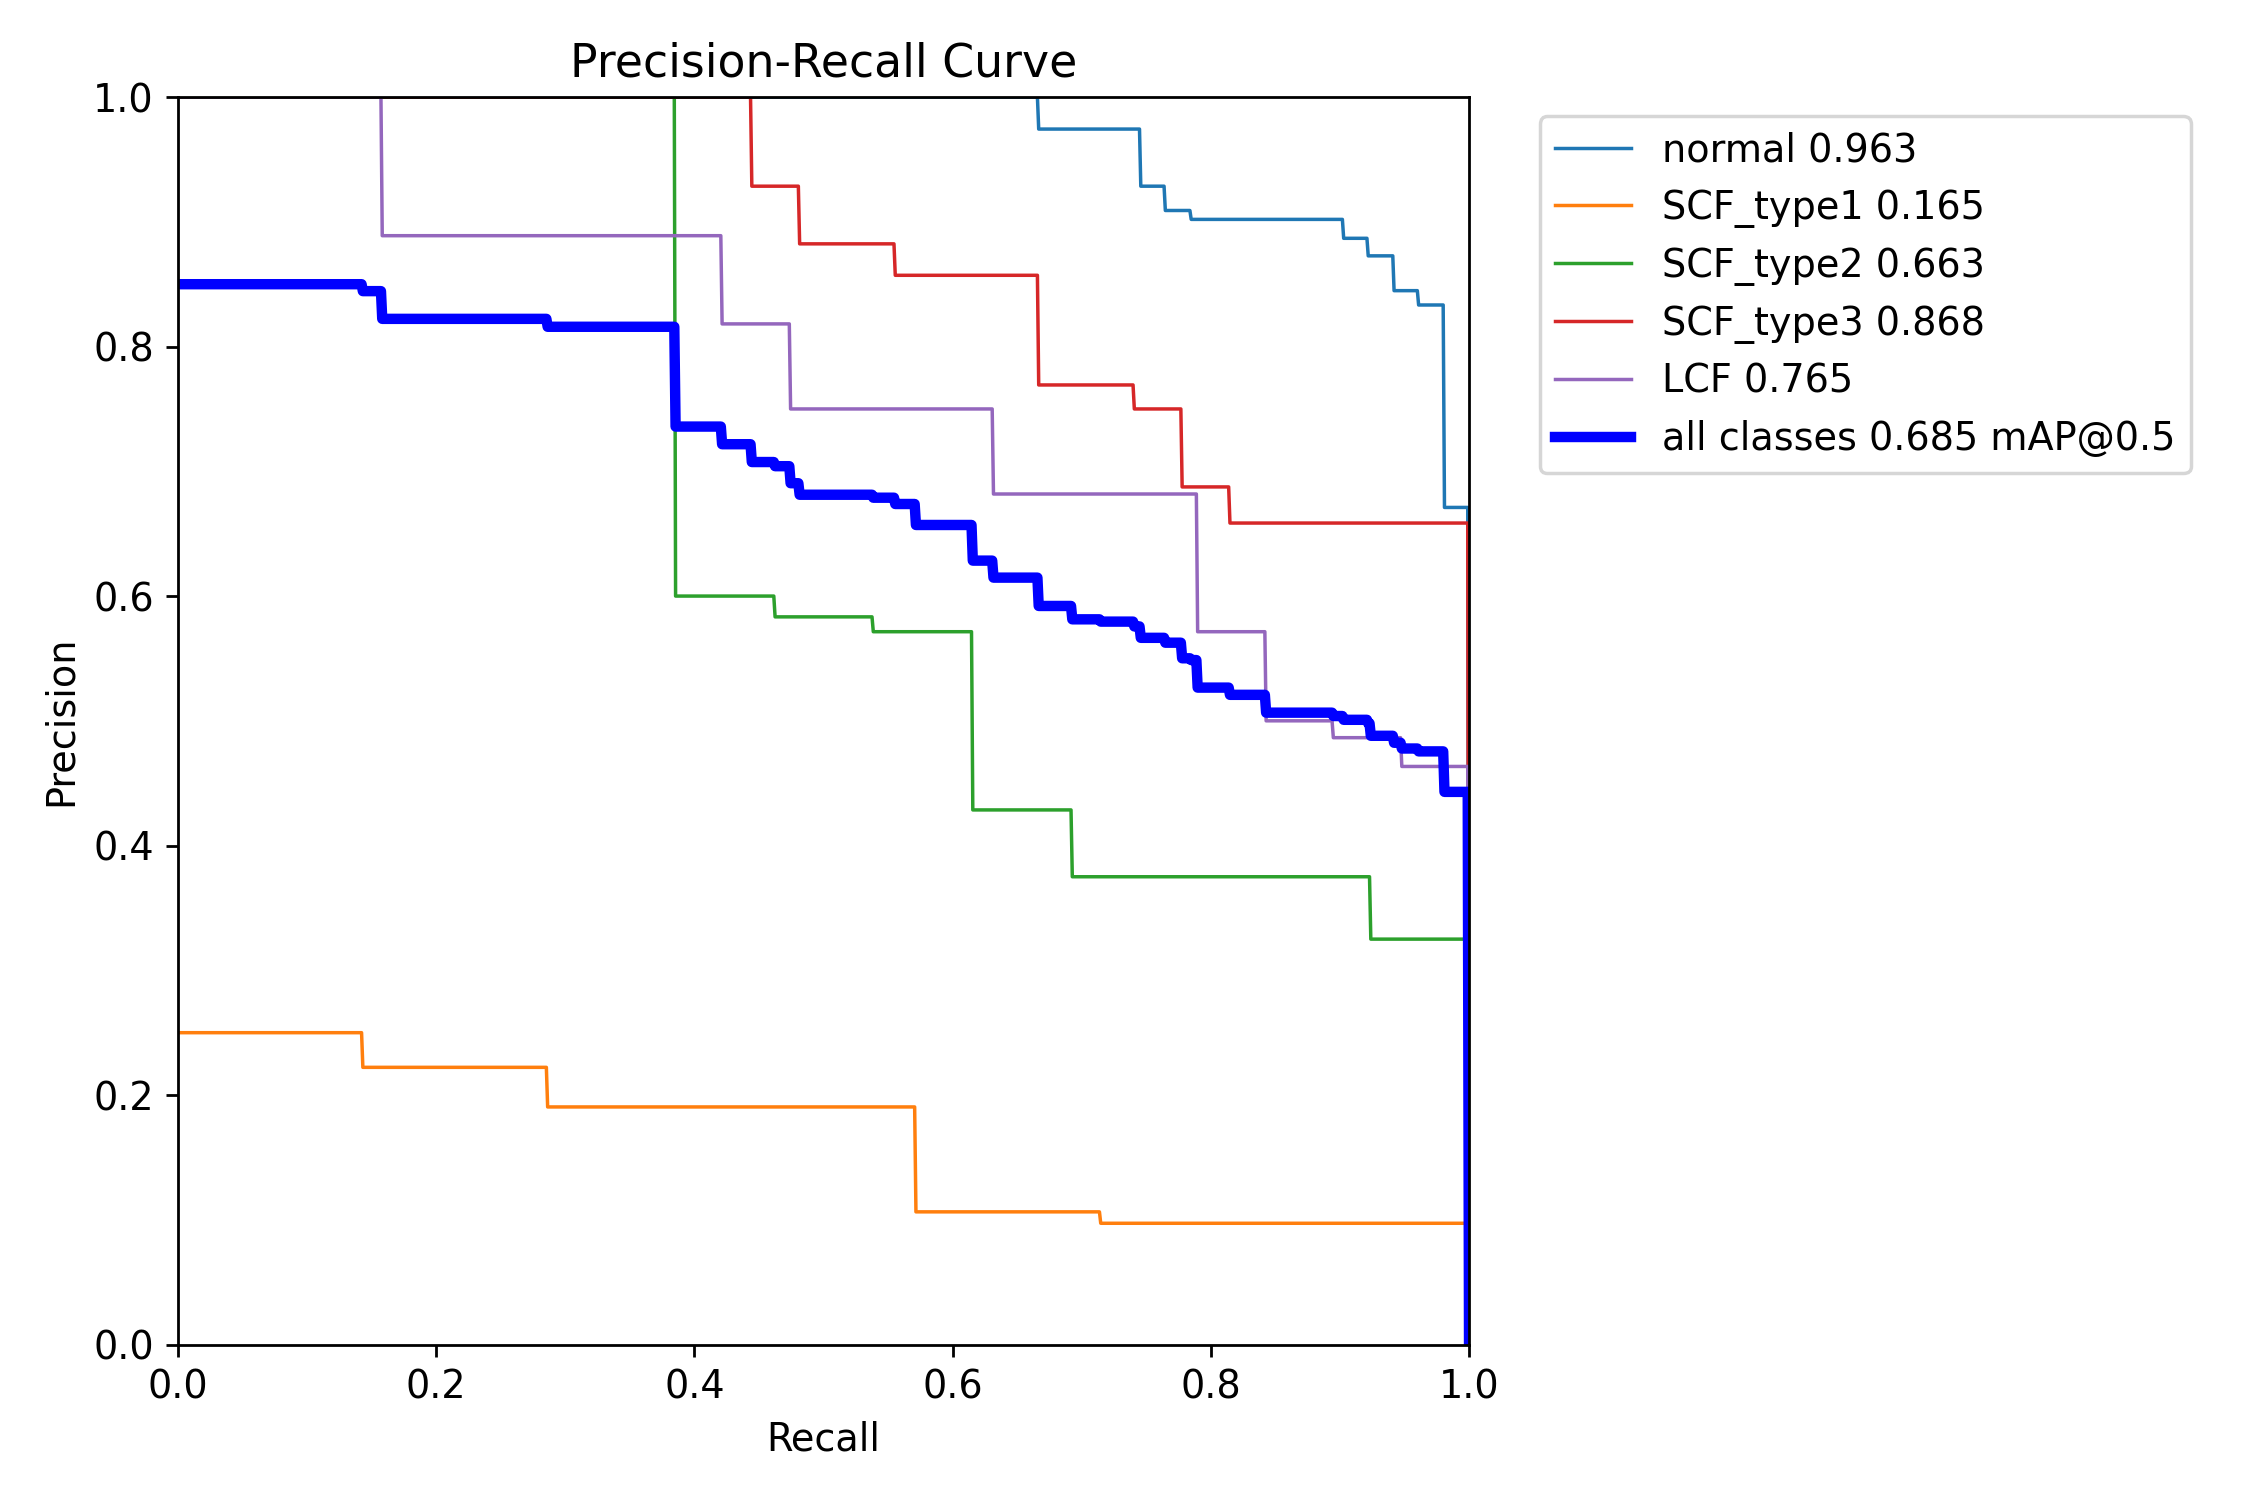 Precision-Recall Curve
1.0
0.8
0.6
0.4
0.2
0.0
Precision
0.0 0.2 0.4 0.6 0.8 1.0
Recall
normal 0.963
SCF_type1 0.165
SCF_type2 0.663
SCF_type3 0.868
LCF 0.765
all classes 0.685 mAP@0.5